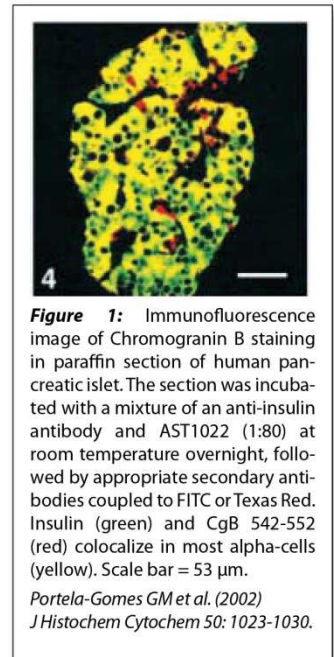 4
Figure 1: Immunofluorescence
image of Chromogranin B staining
in paraffin section of human pan-
creatic islet. The section was incuba-
ted with a mixture of an anti-insulin
antibody and AST1022 (1:80) at
room temperature overnight, follo-
wed by appropriate secondary anti-
bodies coupled to FITC or Texas Red.
Insulin (green) and CgB 542-552
(red) colocalize in most alpha-cells
(yellow). Scale bar = 53 µm.
Portela-Gomes GM et al. (2002)
J Histochem Cytochem 50: 1023-1030.